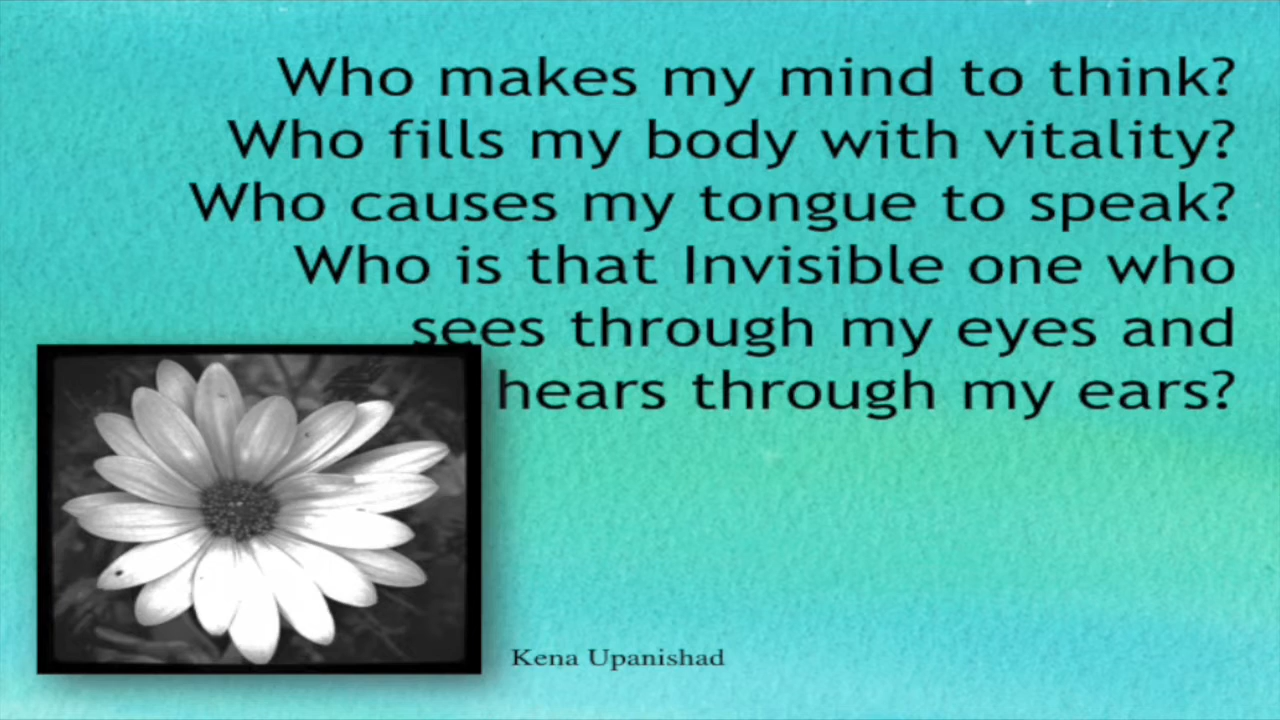 Who makes my mind to think?
Who fills my body with vitality?
Who causes my tongue to speak?
Who is that Invisible one who
sees through my eyes and
hears through my ears?
Kena Upanishad